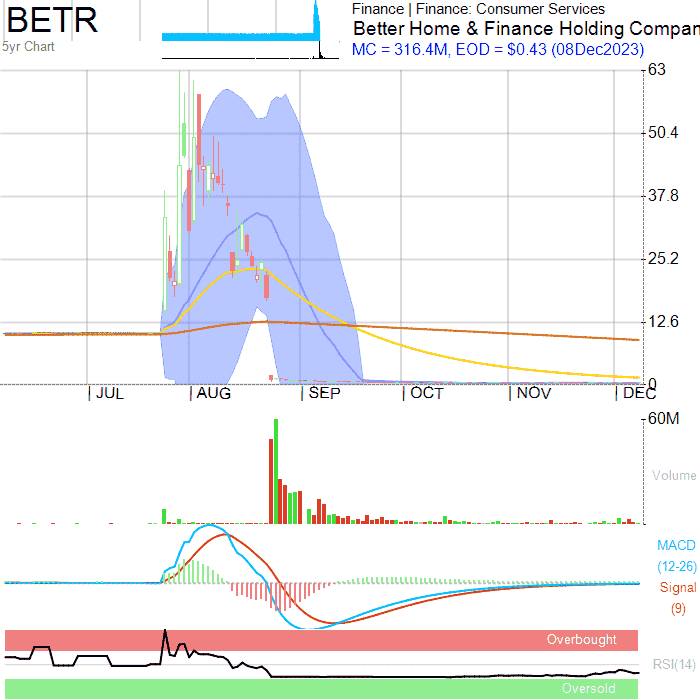 BETR
5yr Chart
Finance | Finance: Consumer Services
Better Home & Finance Holding Compan
MC = 316.4M, EOD = $0.43 (08Dec2023)
63
50.4
37.8
25.2
12.6
0
JUL
AUG
SEP
OCT
NOV
DEC
60M
Volume
MACD
(12-26)
Signal
(9)
Overbought
RSI(14)
Oversold